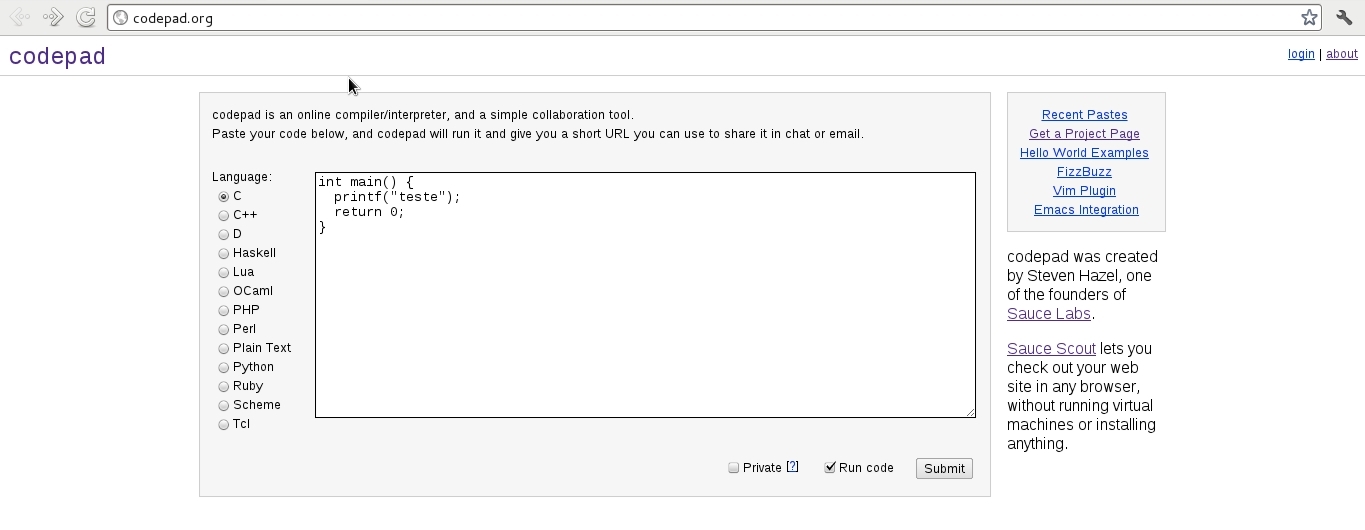 codepad.org
codepad
login | about
codepad is an online compiler/interpreter, and a simple collaboration tool.
Paste your code below, and codepad will run it and give you a short URL you can use to share it in chat or email.
Language:
C
C++
D
Haskell
Lua
OCaml
PHP
Perl
Plain Text
Python
Ruby
Scheme
Tcl
int main() {
  printf("teste");
  return 0;
}
Private [?]
Run code
Submit
Recent Pastes
Get a Project Page
Hello World Examples
FizzBuzz
Vim Plugin
Emacs Integration
codepad was created
by Steven Hazel, one
of the founders of
Sauce Labs.
Sauce Scout lets you
check out your web
site in any browser,
without running virtual
machines or installing
anything.